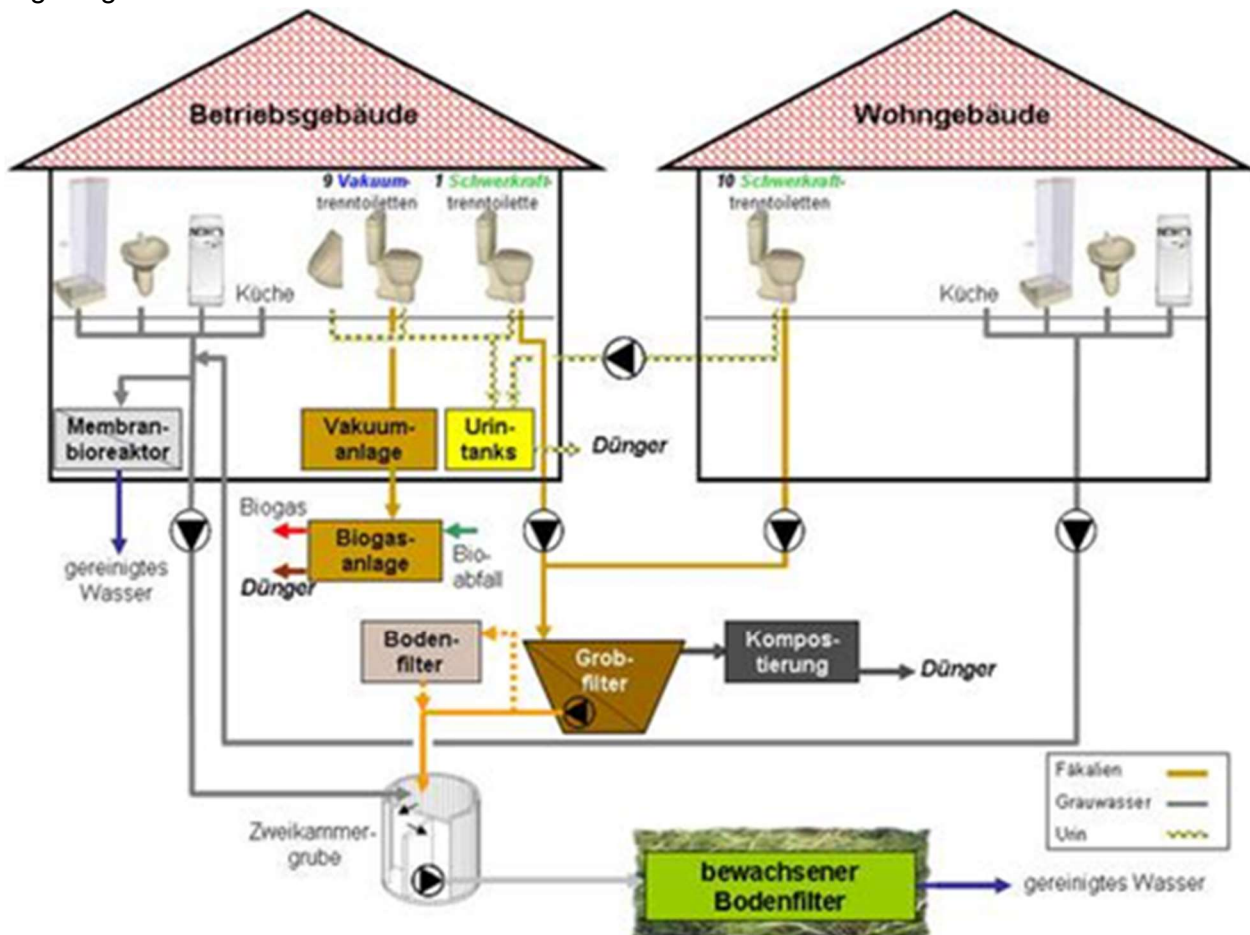 Betriebsgebäude
Wohngebäude
9 Vakuum-
trenntoiletten
1 Schwerkraft-
trenntoilette
10 Schwerkraft-
trenntoiletten
Küche
Küche
Membran-
bioreaktor
Vakuum-
anlage
Urin-
tanks
Dünger
Biogas
Dünger
Biogas-
anlage
Bio-
abfall
gereinigtes
Wasser
Boden-
filter
Grob-
filter
Kompos-
tierung
Dünger
Fäkalien
Grauwasser
Urin
Zweikammer-
grube
bewachsener
Bodenfilter
gereinigtes Wasser